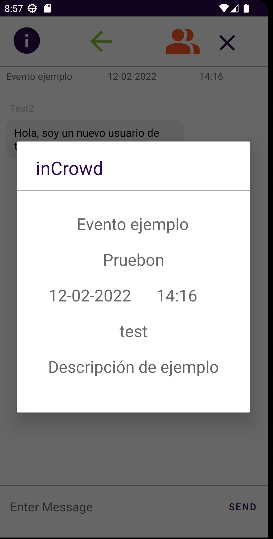 8:57
Evento ejemplo 12-02-2022 14:16
Test2
Hola, soy un nuevo usuario de
inCrowd
Evento ejemplo
Pruebon
12-02-2022 14:16
test
Descripción de ejemplo
Enter Message SEND